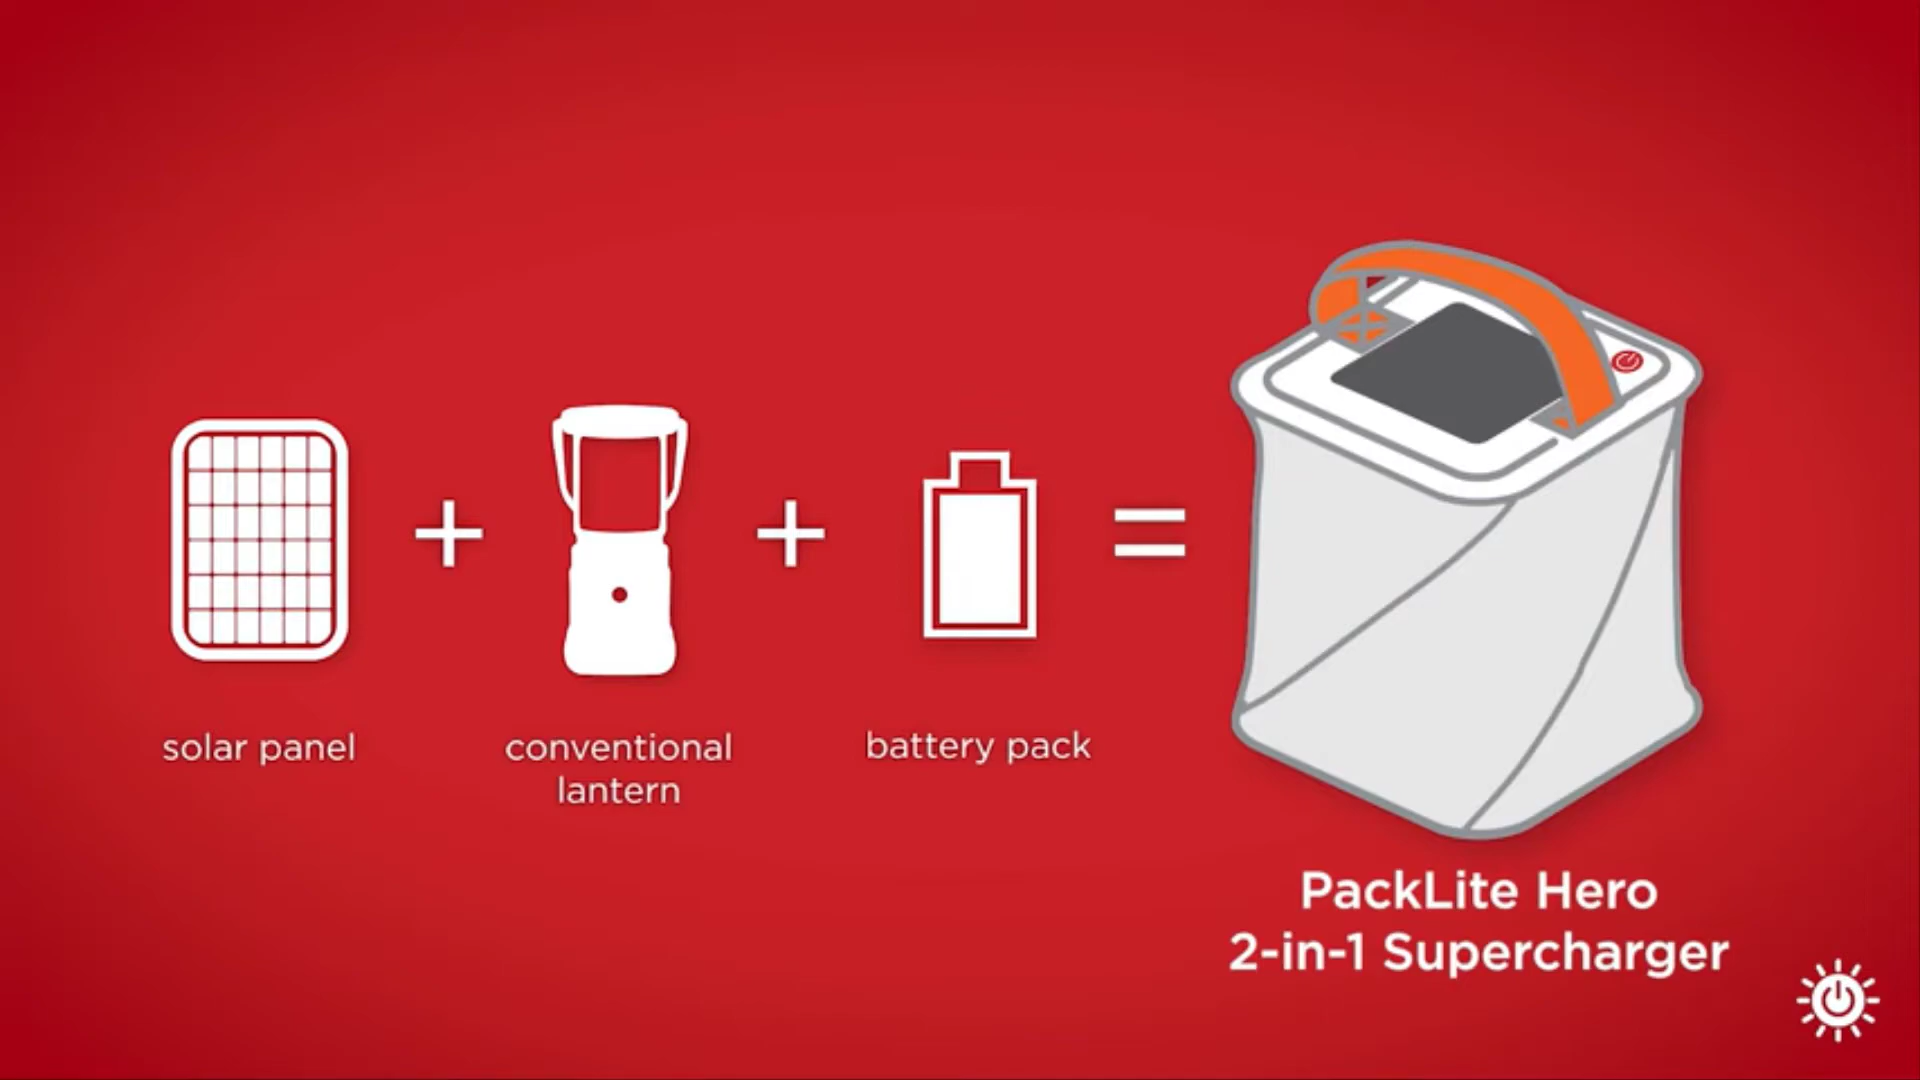 solar panel
+
conventional
lantern
+
battery pack
=
PackLite Hero
2-in-1 Supercharger